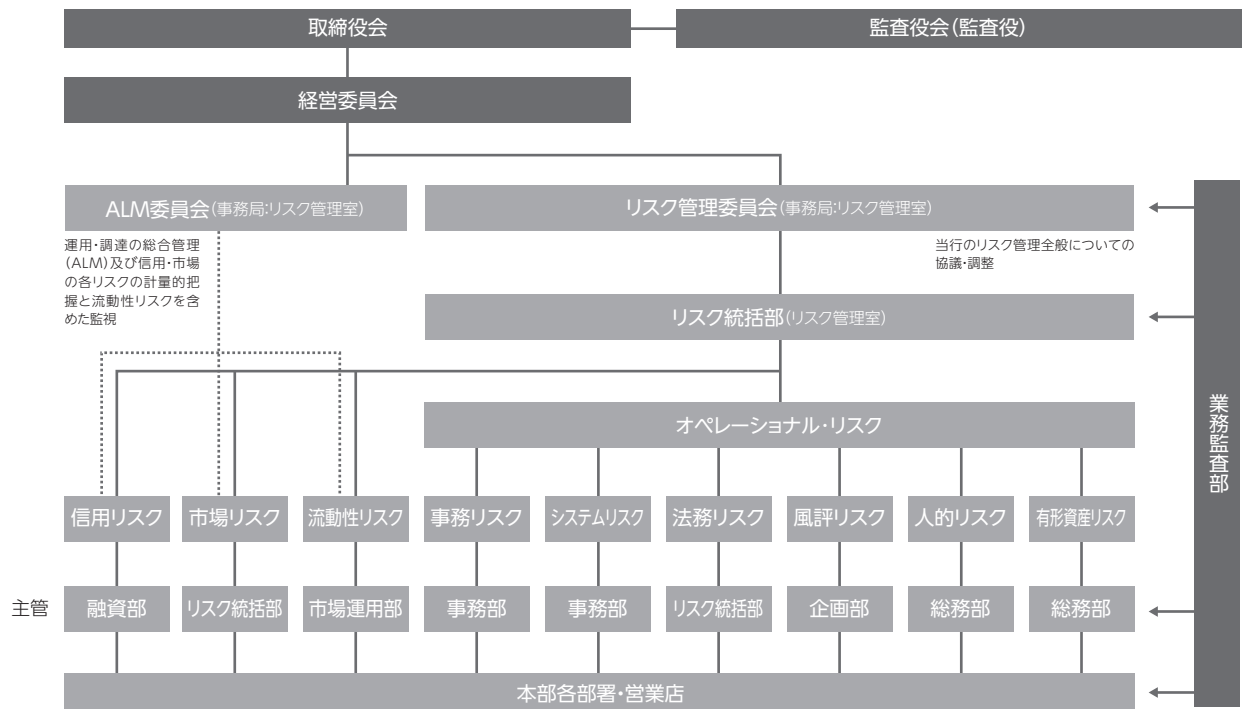 取締役会
監査役会(監査役)
経営委員会
ALM委員会(事務局:リスク管理室)
リスク管理委員会(事務局:リスク管理室)
運用・調達の総合管理
(ALM)及び信用・市場
の各リスクの計量的把
握と流動性リスクを含
めた監視
当行のリスク管理全般についての
協議・調整
リスク統括部(リスク管理室)
業務監査部
オペレーショナル・リスク
信用リスク
市場リスク
流動性リスク
事務リスク
システムリスク
法務リスク
風評リスク
人的リスク
有形資産リスク
主管
融資部
リスク統括部
市場運用部
事務部
事務部
リスク統括部
企画部
総務部
総務部
本部各部署・営業店